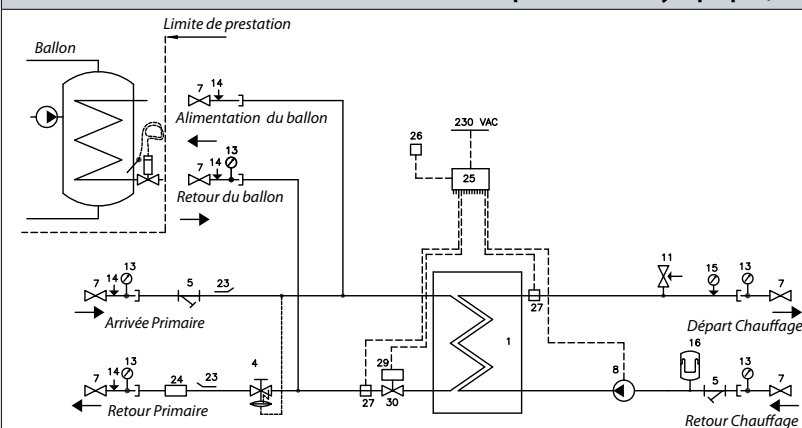 Limite de prestation
Ballon
7 14
Alimentation du ballon
13
7 14
Retour du ballon
230 VAC
26
25
13
7 14 5 23
Arrivée Primaire
11
15 13 7
27
Départ Chauffage
1
13
7 14 24 23 4
Retour Primaire
29
27 30
8
16
13
5 7
Retour Chauffage